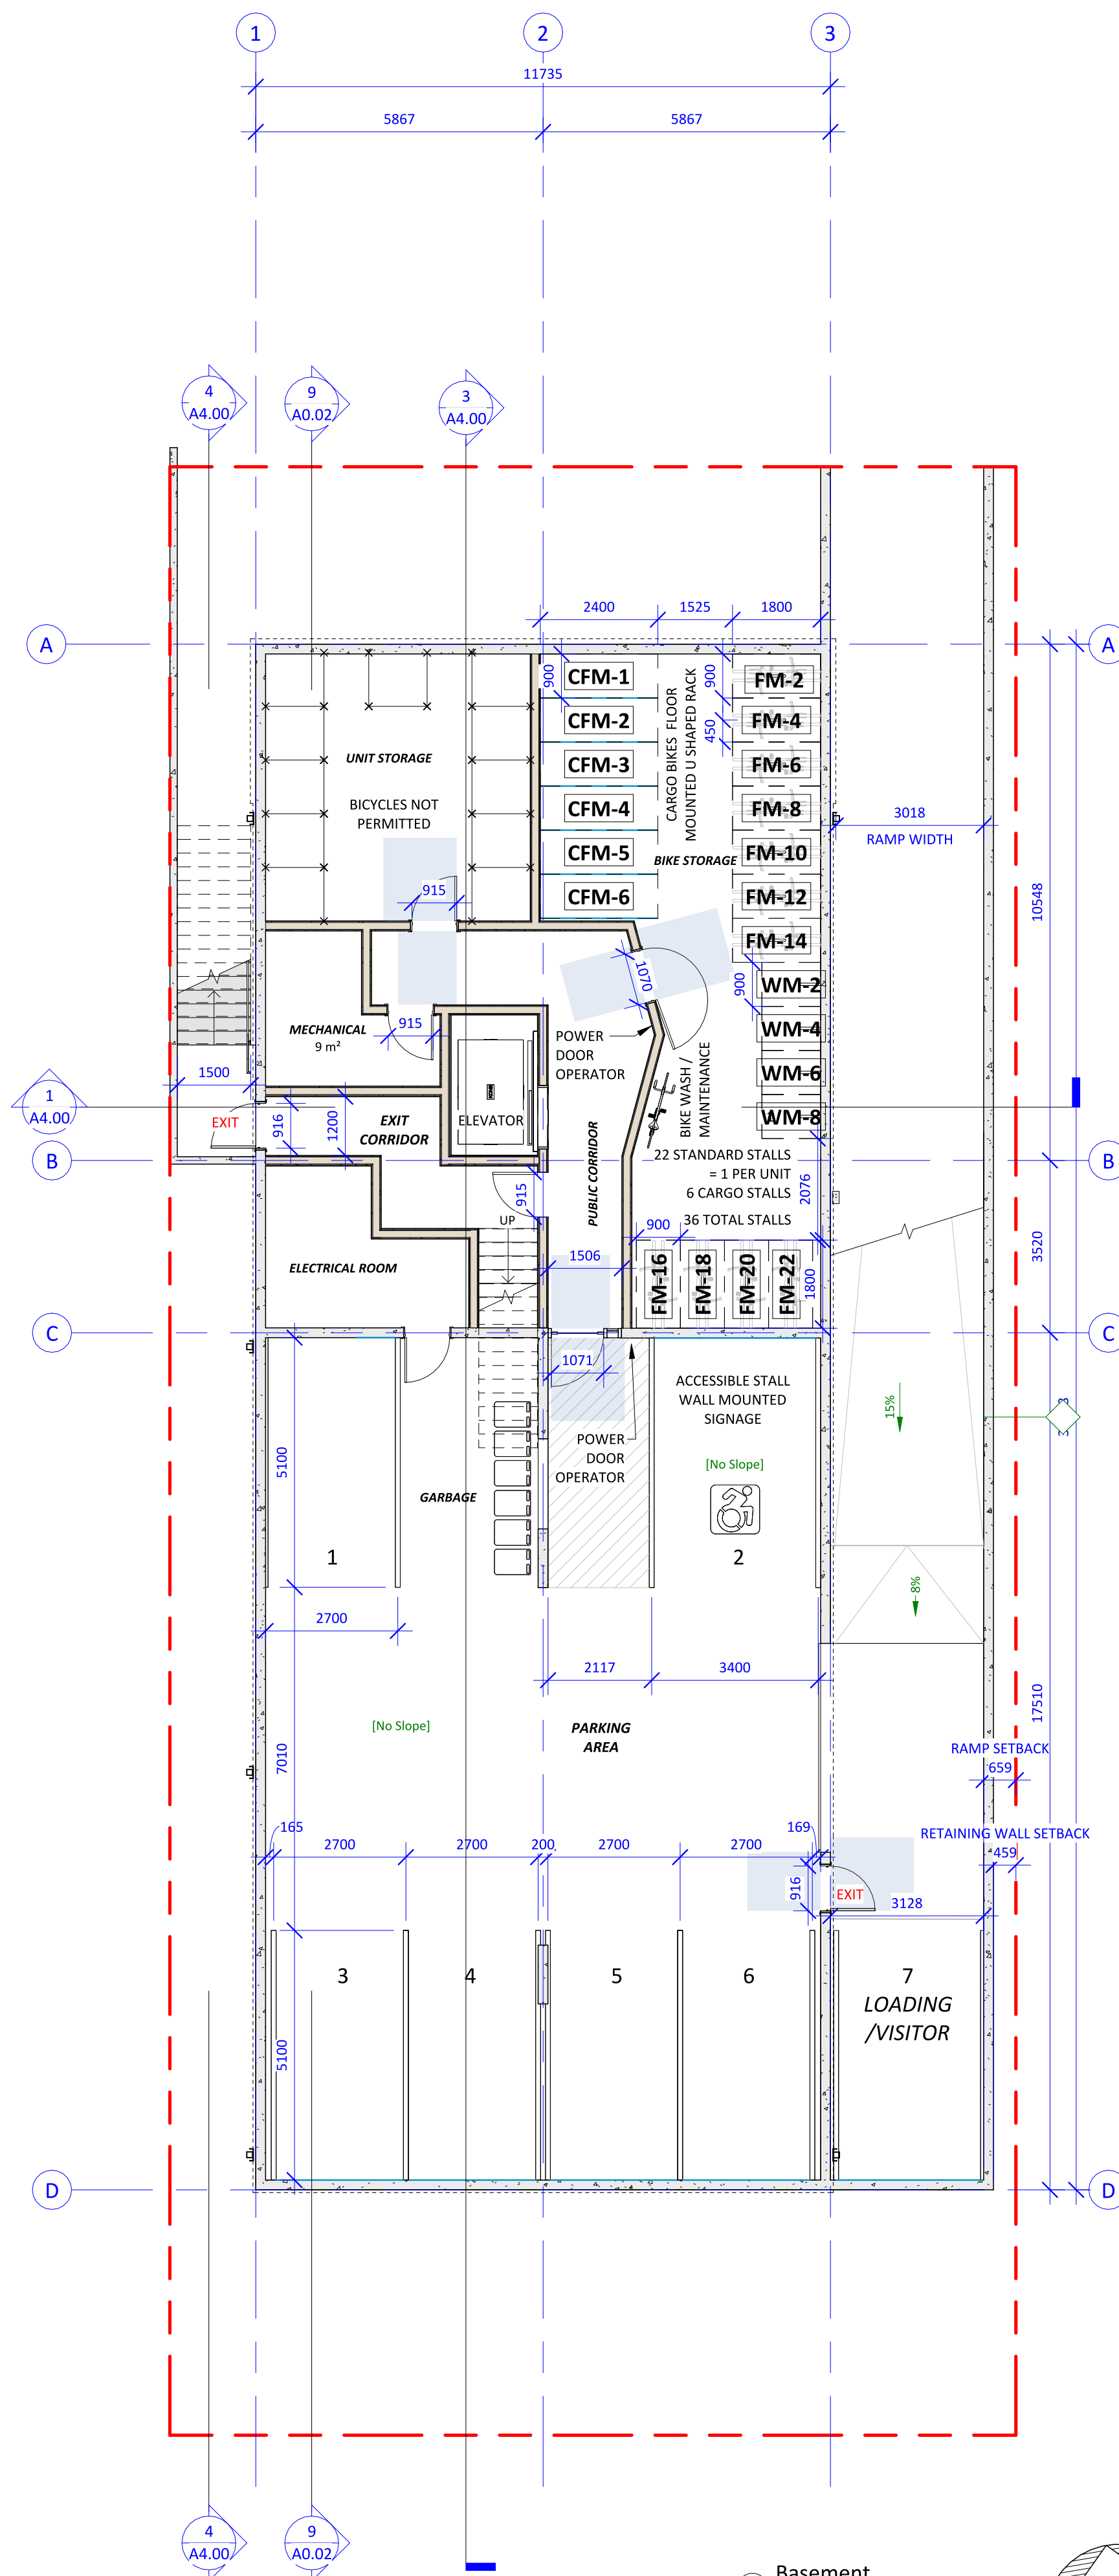 1
2
3
11735
5867
5867
4
A4.00
9
A0.02
3
A4.00
2400
1525
1800
A
A
900
CFM-1
CFM-2
CFM-3
CFM-4
CFM-5
CFM-6
CARGO BIKES FLOOR
MOUNTED U SHAPED RACK
900
450
FM-2
FM-4
FM-6
FM-8
FM-10
FM-12
FM-14
WM-2
WM-4
WM-6
WM-8
UNIT STORAGE
BICYCLES NOT
PERMITTED
BIKE STORAGE
3018
RAMP WIDTH
10548
915
1070
900
MECHANICAL
9 m²
915
POWER
DOOR
OPERATOR
BIKE WASH /
MAINTENANCE
1500
1
A4.00
EXIT
916
1200
EXIT
CORRIDOR
ELEVATOR
PUBLIC CORRIDOR
B
B
22 STANDARD STALLS
= 1 PER UNIT
6 CARGO STALLS
36 TOTAL STALLS
2076
915
UP
900
3520
1506
ELECTRICAL ROOM
FM-16
FM-18
FM-20
FM-22
1800
C
C
1071
ACCESSIBLE STALL
WALL MOUNTED
SIGNAGE
15%
5100
POWER
DOOR
OPERATOR
[No Slope]
GARBAGE
1
2
8%
2700
2117
3400
17510
[No Slope]
PARKING
AREA
7010
RAMP SETBACK
659
165
2700
2700
200
2700
2700
169
RETAINING WALL SETBACK
459
916
EXIT
3128
3
4
5
6
7
LOADING
/VISITOR
5100
D
D
4
A4.00
9
A0.02
Basement